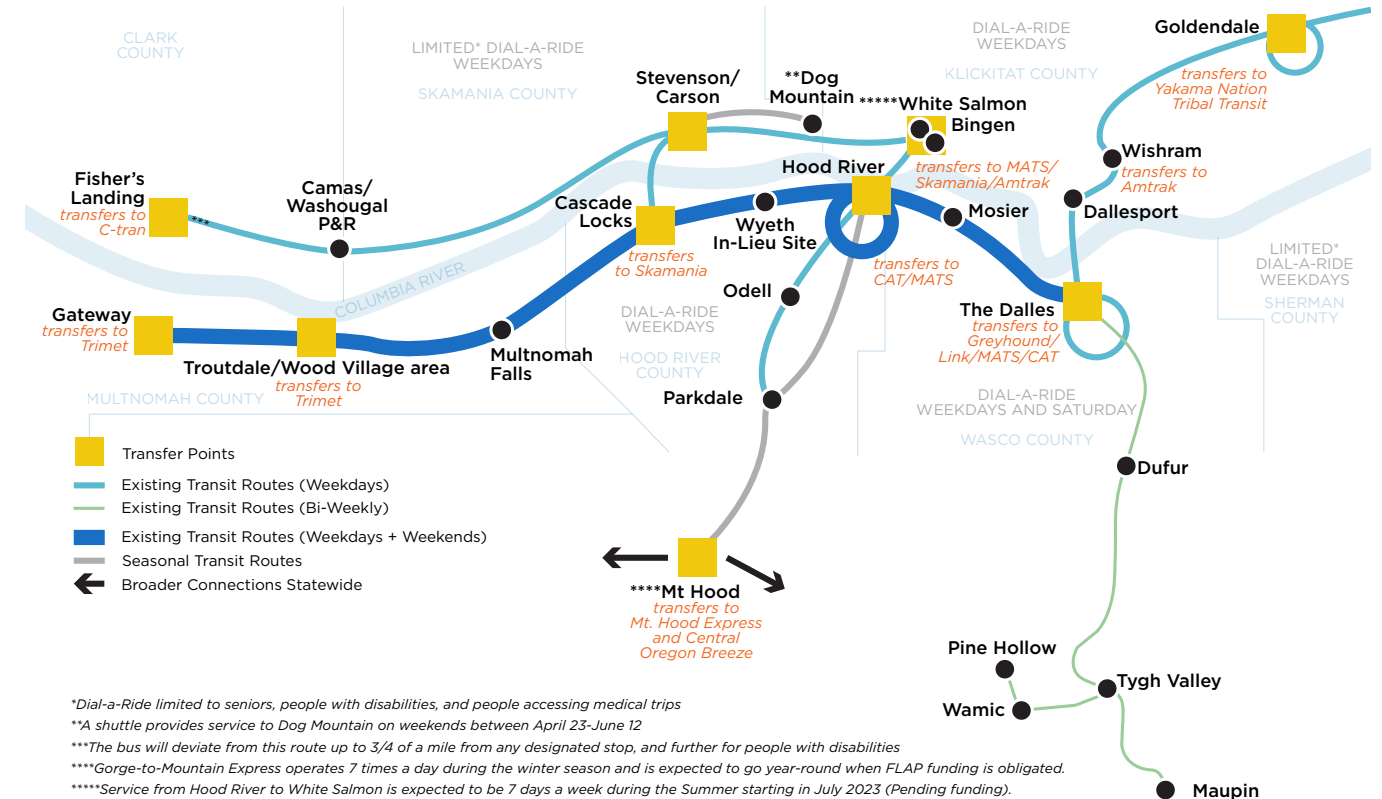 CLARK
COUNTY
LIMITED* DIAL-A-RIDE
WEEKDAYS
SKAMANIA COUNTY
DIAL-A-RIDE
WEEKDAYS
KLICKITAT COUNTY
Goldendale
transfers to
Yakama Nation
Tribal Transit
Stevenson/
Carson
**Dog
Mountain
*****White Salmon
Bingen
transfers to MATS/
Skamania/Amtrak
Wishram
transfers to
Amtrak
Dallesport
Fisher's
Landing
transfers to
C-tran
***
Camas/
Washougal
P&R
Hood River
transfers to
CAT/MATS
Cascade
Locks
transfers
to Skamania
Wyeth
In-Lieu Site
Mosier
LIMITED*
DIAL-A-RIDE
WEEKDAYS
SHERMAN
COUNTY
COLUMBIA RIVER
Gateway
transfers to
Trimet
Troutdale/Wood Village area
transfers to
Trimet
Multnomah
Falls
MULTNOMAH COUNTY
Odell
DIAL-A-RIDE
WEEKDAYS
HOOD RIVER
COUNTY
Parkdale
The Dalles
transfers to
Greyhound/
Link/MATS/CAT
DIAL-A-RIDE
WEEKDAYS AND SATURDAY
WASCO COUNTY
Transfer Points
Existing Transit Routes (Weekdays)
Existing Transit Routes (Bi-Weekly)
Existing Transit Routes (Weekdays + Weekends)
Seasonal Transit Routes
Broader Connections Statewide
Dufur
****Mt Hood
transfers to
Mt. Hood Express
and Central
Oregon Breeze
Pine Hollow
Wamic
Tygh Valley
Maupin
*Dial-a-Ride limited to seniors, people with disabilities, and people accessing medical trips
**A shuttle provides service to Dog Mountain on weekends between April 23-June 12
***The bus will deviate from this route up to 3/4 of a mile from any designated stop, and further for people with disabilities
****Gorge-to-Mountain Express operates 7 times a day during the winter season and is expected to go year-round when FLAP funding is obligated.
*****Service from Hood River to White Salmon is expected to be 7 days a week during the Summer starting in July 2023 (Pending funding).